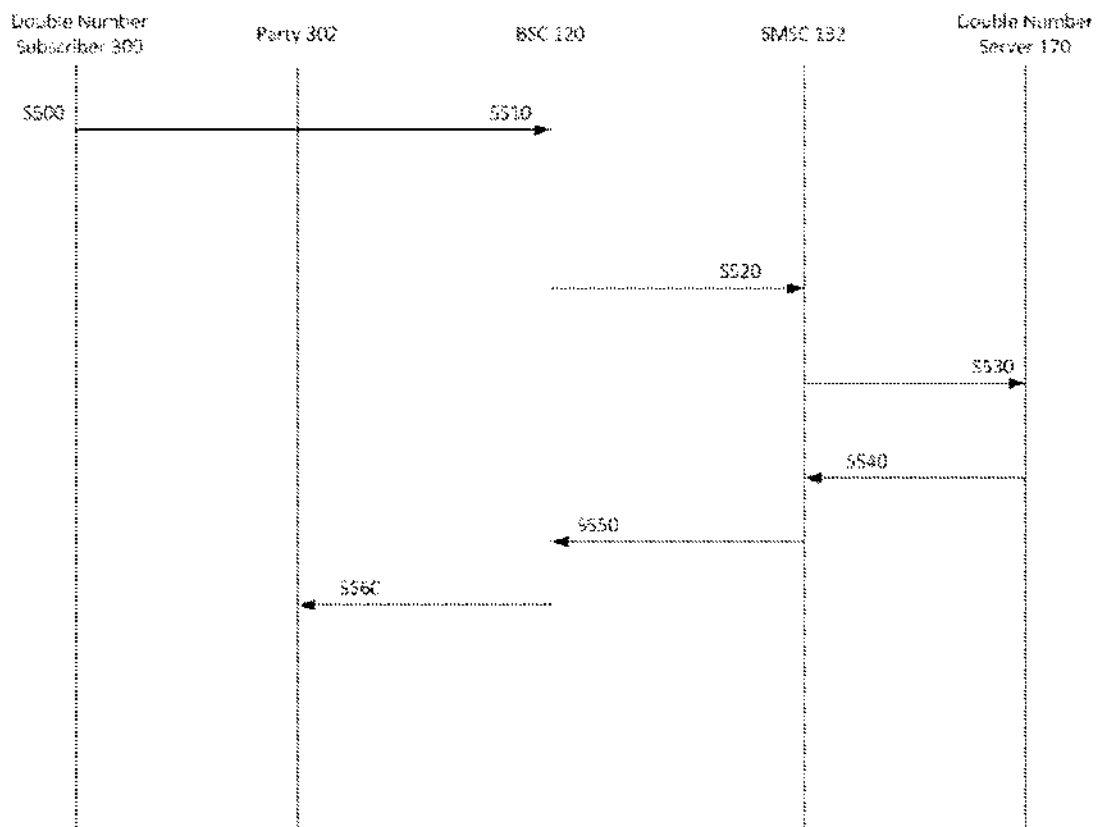 Double Number
Subscriber 300
Party 302
BSC 120
SMSC 132
Double Number
Server 170
S500
S510
S520
S530
S540
S550
S560